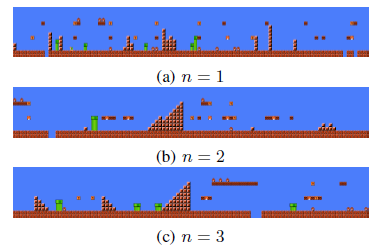 (a) n = 1
(b) n = 2
(c) n = 3